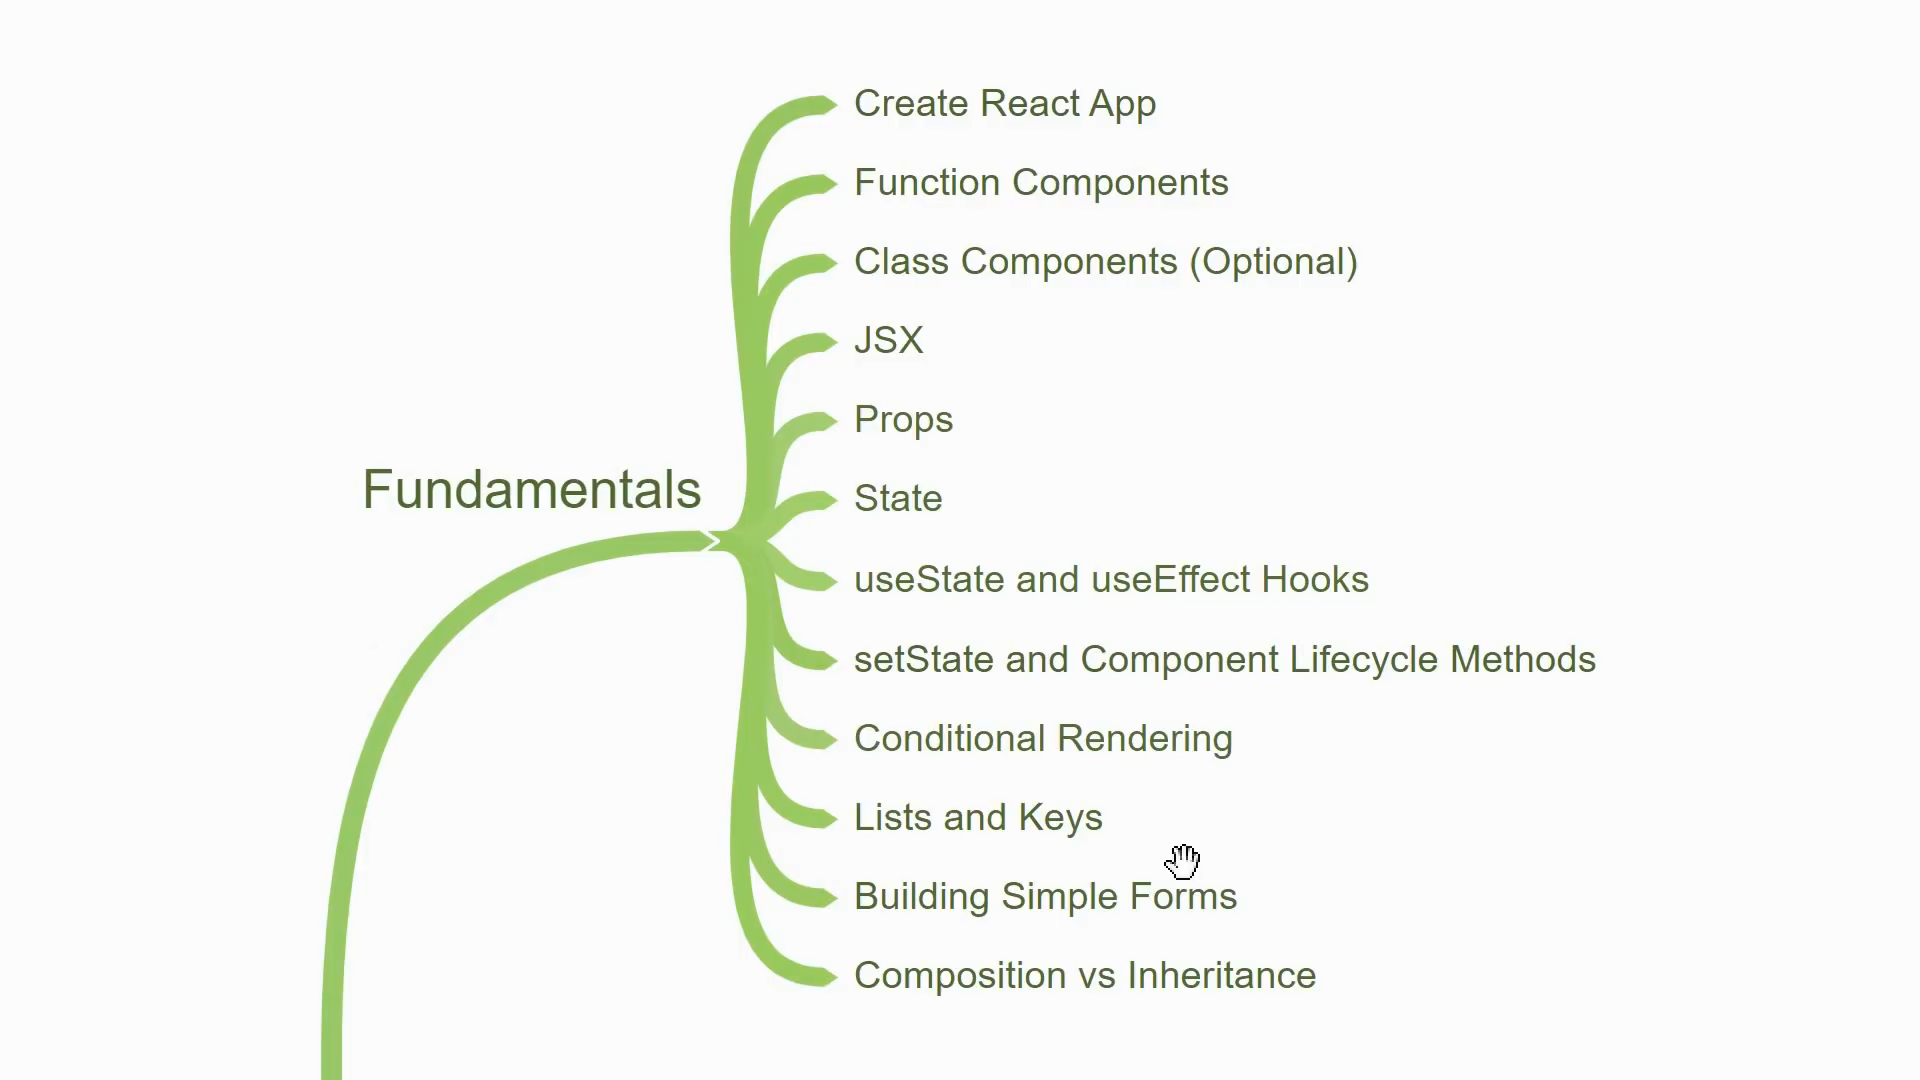 Fundamentals
Create React App
Function Components
Class Components (Optional)
JSX
Props
State
useState and useEffect Hooks
setState and Component Lifecycle Methods
Conditional Rendering
Lists and Keys
Building Simple Forms
Composition vs Inheritance